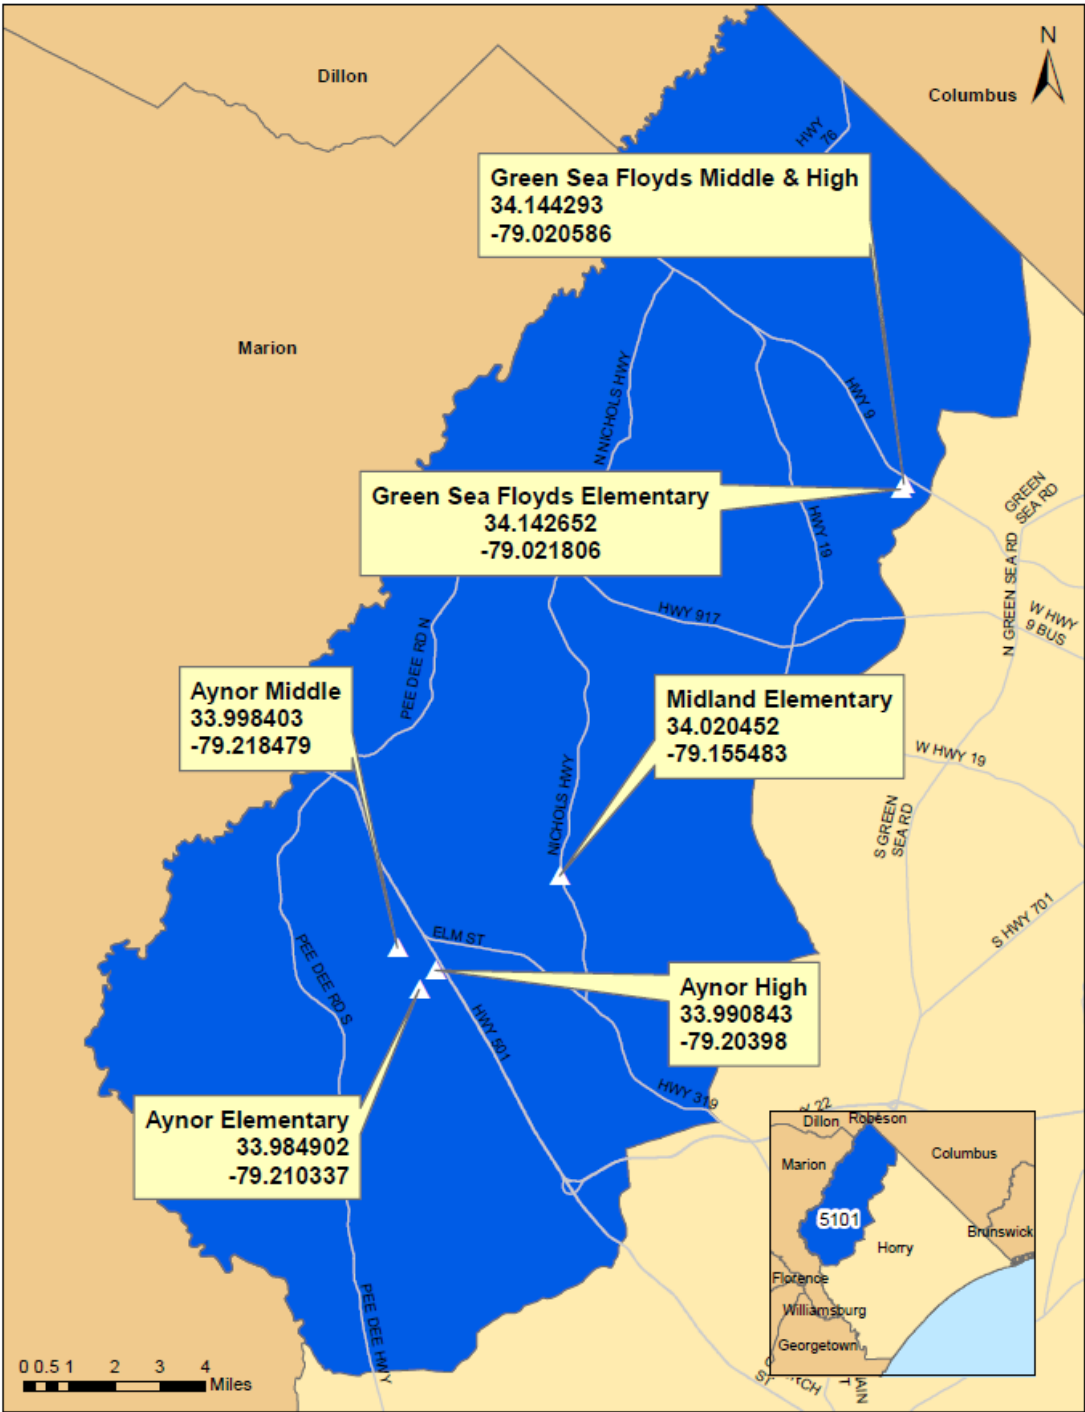 Dillon
Columbus
N
HWY
76
Green Sea Floyds Middle & High
34.144293
-79.020586
Marion
N NICHOLS HWY
HWY 9
Green Sea Floyds Elementary
34.142652
-79.021806
HWY 19
GREEN
SEA RD
N GREEN SEA RD
HWY 917
W HWY
9 BUS
PEE DEE RD N
Aynor Middle
33.998403
-79.218479
Midland Elementary
34.020452
-79.155483
W HWY 19
NICHOLS HWY
S GREEN
SEA RD
S HWY 701
ELM ST
PEE DEE RD S
Aynor High
33.990843
-79.20398
HWY 501
HWY 319
Aynor Elementary
33.984902
-79.210337
22
Dillon
Robeson
Marion
Columbus
5101
Brunswick
Horry
Florence
Williamsburg
Georgetown
PEE DEE HWY
0 0.5 1 2 3 4
Miles
ST